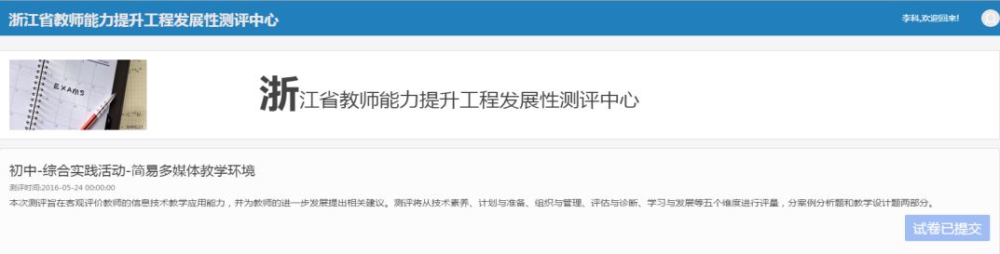 浙江省教师能力提升工程发展性测评中心
李科,欢迎回来!
EXAMS
浙江省教师能力提升工程发展性测评中心
初中-综合实践活动-简易多媒体教学环境
测评时间:2016-05-24 00:00:00
本次测评旨在客观评价教师的信息技术教学应用能力，并为教师的进一步发展提出相关建议。测评将从技术素养、计划与准备、组织与管理、评估与诊断、学习与发展等五个维度进行评量，分案例分析题和教学设计题两部分。
试卷已提交